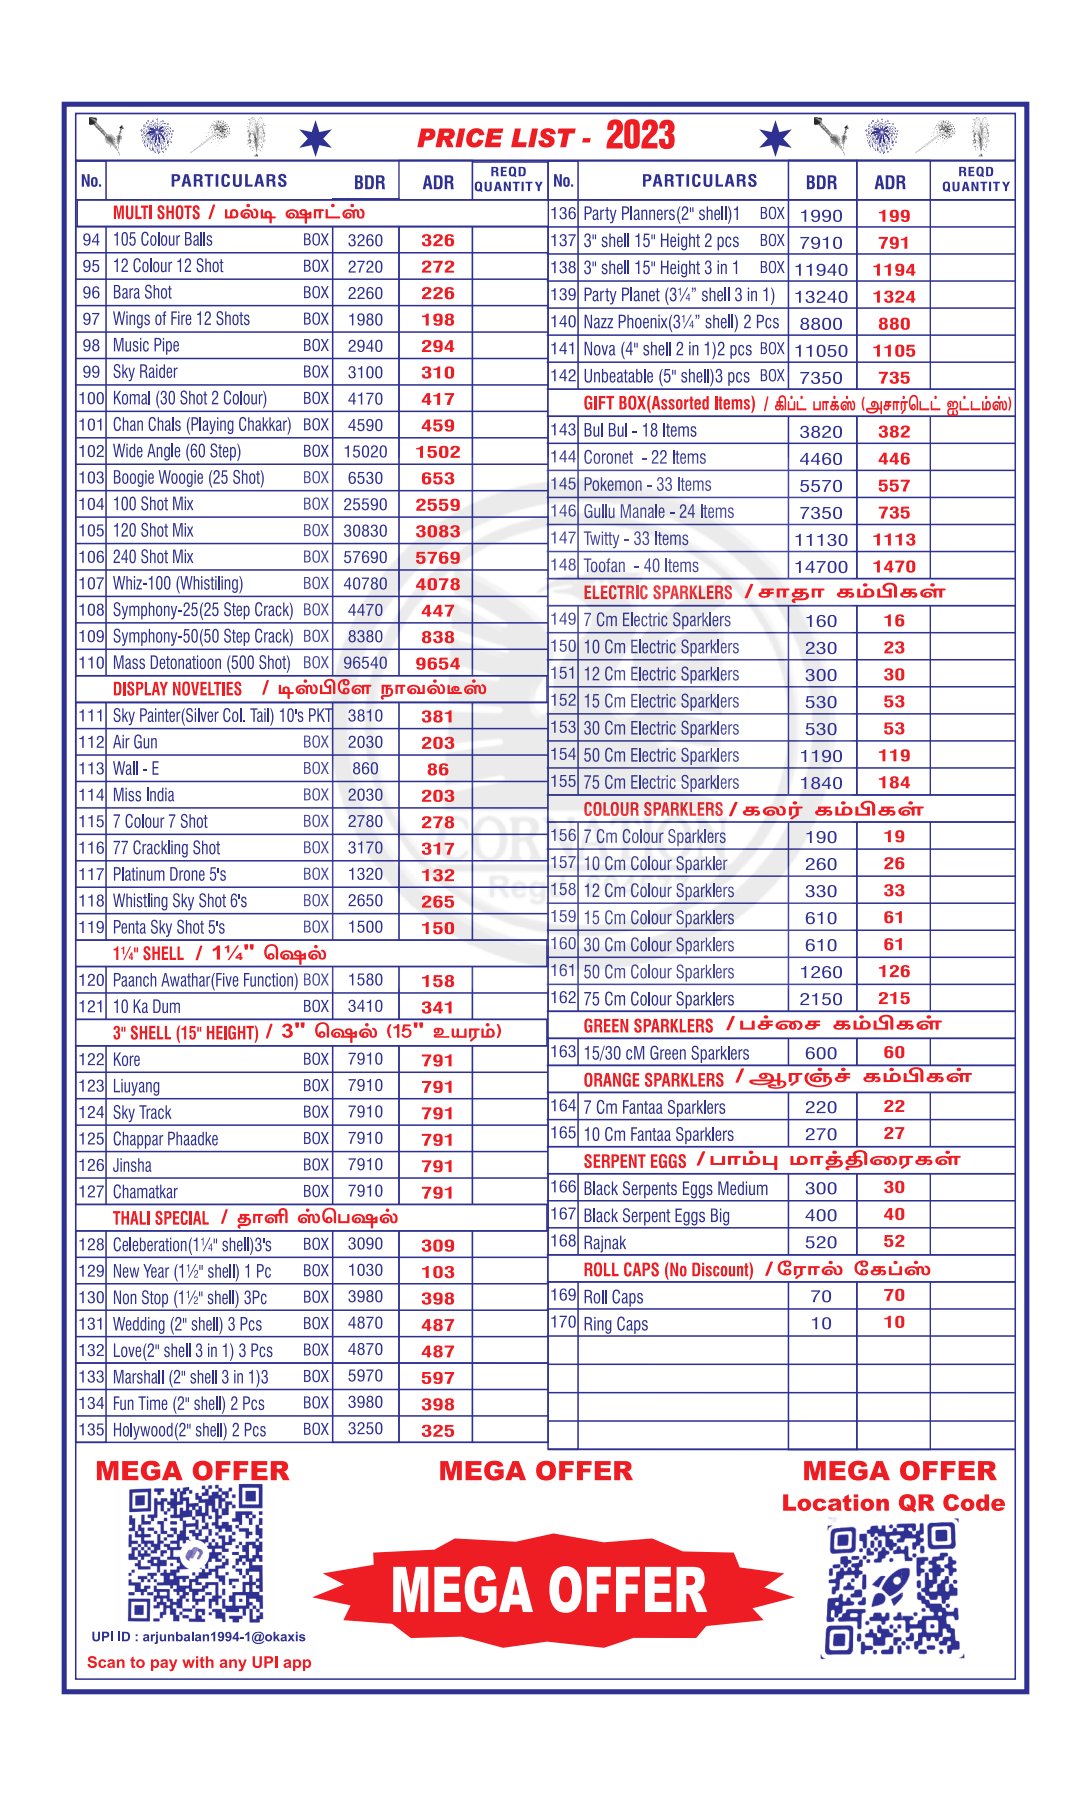 PRICE LIST - 2023
No. PARTICULARS BDR ADR REQD QUANTITY
MULTI SHOTS / மல்டி ஷாட்ஸ்
94 105 Colour Balls BOX 3260 326
95 12 Colour 12 Shot BOX 2720 272
96 Bara Shot BOX 2260 226
97 Wings of Fire 12 Shots BOX 1980 198
98 Music Pipe BOX 2940 294
99 Sky Raider BOX 3100 310
100 Komal (30 Shot 2 Colour) BOX 4170 417
101 Chan Chals (Playing Chakkar) BOX 4590 459
102 Wide Angle (60 Step) BOX 15020 1502
103 Boogie Woogie (25 Shot) BOX 6530 653
104 100 Shot Mix BOX 25590 2559
105 120 Shot Mix BOX 30830 3083
106 240 Shot Mix BOX 57690 5769
107 Whiz-100 (Whistiling) BOX 40780 4078
108 Symphony-25(25 Step Crack) BOX 4470 447
109 Symphony-50(50 Step Crack) BOX 8380 838
110 Mass Detonatioon (500 Shot) BOX 96540 9654
DISPLAY NOVELTIES / டிஸ்பிளே நாவல்டீஸ்
111 Sky Painter(Silver Col. Tail) 10's PKT 3810 381
112 Air Gun BOX 2030 203
113 Wall - E BOX 860 86
114 Miss India BOX 2030 203
115 7 Colour 7 Shot BOX 2780 278
116 77 Crackling Shot BOX 3170 317
117 Platinum Drone 5's BOX 1320 132
118 Whistling Sky Shot 6's BOX 2650 265
119 Penta Sky Shot 5's BOX 1500 150
1¼" SHELL / 1¼" ஷெல்
120 Paanch Awathar(Five Function) BOX 1580 158
121 10 Ka Dum BOX 3410 341
3" SHELL (15" HEIGHT) / 3" ஷெல் (15" உயரம்)
122 Kore BOX 7910 791
123 Liuyang BOX 7910 791
124 Sky Track BOX 7910 791
125 Chappar Phaadke BOX 7910 791
126 Jinsha BOX 7910 791
127 Chamatkar BOX 7910 791
THALI SPECIAL / தாளி ஸ்பெஷல்
128 Celeberation(1¼" shell)3's BOX 3090 309
129 New Year (1½" shell) 1 Pc BOX 1030 103
130 Non Stop (1½" shell) 3Pc BOX 3980 398
131 Wedding (2" shell) 3 Pcs BOX 4870 487
132 Love(2" shell 3 in 1) 3 Pcs BOX 4870 487
133 Marshall (2" shell 3 in 1)3 BOX 5970 597
134 Fun Time (2" shell) 2 Pcs BOX 3980 398
135 Holywood(2" shell) 2 Pcs BOX 3250 325
No. PARTICULARS BDR ADR REQD QUANTITY
136 Party Planners(2" shell)1 BOX 1990 199
137 3" shell 15" Height 2 pcs BOX 7910 791
138 3" shell 15" Height 3 in 1 BOX 11940 1194
139 Party Planet (3¼" shell 3 in 1) 13240 1324
140 Nazz Phoenix(3¼" shell) 2 Pcs 8800 880
141 Nova (4" shell 2 in 1)2 pcs BOX 11050 1105
142 Unbeatable (5" shell)3 pcs BOX 7350 735
GIFT BOX(Assorted Items) / கிப்ட் பாக்ஸ் (அசார்டெட் ஐட்டம்ஸ்)
143 Bul Bul - 18 Items 3820 382
144 Coronet - 22 Items 4460 446
145 Pokemon - 33 Items 5570 557
146 Gullu Manale - 24 Items 7350 735
147 Twitty - 33 Items 11130 1113
148 Toofan - 40 Items 14700 1470
ELECTRIC SPARKLERS / சாதா கம்பிகள்
149 7 Cm Electric Sparklers 160 16
150 10 Cm Electric Sparklers 230 23
151 12 Cm Electric Sparklers 300 30
152 15 Cm Electric Sparklers 530 53
153 30 Cm Electric Sparklers 530 53
154 50 Cm Electric Sparklers 1190 119
155 75 Cm Electric Sparklers 1840 184
COLOUR SPARKLERS / கலர் கம்பிகள்
156 7 Cm Colour Sparklers 190 19
157 10 Cm Colour Sparkler 260 26
158 12 Cm Colour Sparklers 330 33
159 15 Cm Colour Sparklers 610 61
160 30 Cm Colour Sparklers 610 61
161 50 Cm Colour Sparklers 1260 126
162 75 Cm Colour Sparklers 2150 215
GREEN SPARKLERS / பச்சை கம்பிகள்
163 15/30 cM Green Sparklers 600 60
ORANGE SPARKLERS / ஆரஞ்ச் கம்பிகள்
164 7 Cm Fantaa Sparklers 220 22
165 10 Cm Fantaa Sparklers 270 27
SERPENT EGGS / பாம்பு மாத்திரைகள்
166 Black Serpents Eggs Medium 300 30
167 Black Serpent Eggs Big 400 40
168 Rajnak 520 52
ROLL CAPS (No Discount) / ரோல் கேப்ஸ்
169 Roll Caps 70 70
170 Ring Caps 10 10
CORNATION
MEGA OFFER MEGA OFFER MEGA OFFER
Location QR Code
MEGA OFFER
UPI ID : arjunbalan1994-1@okaxis
Scan to pay with any UPI app